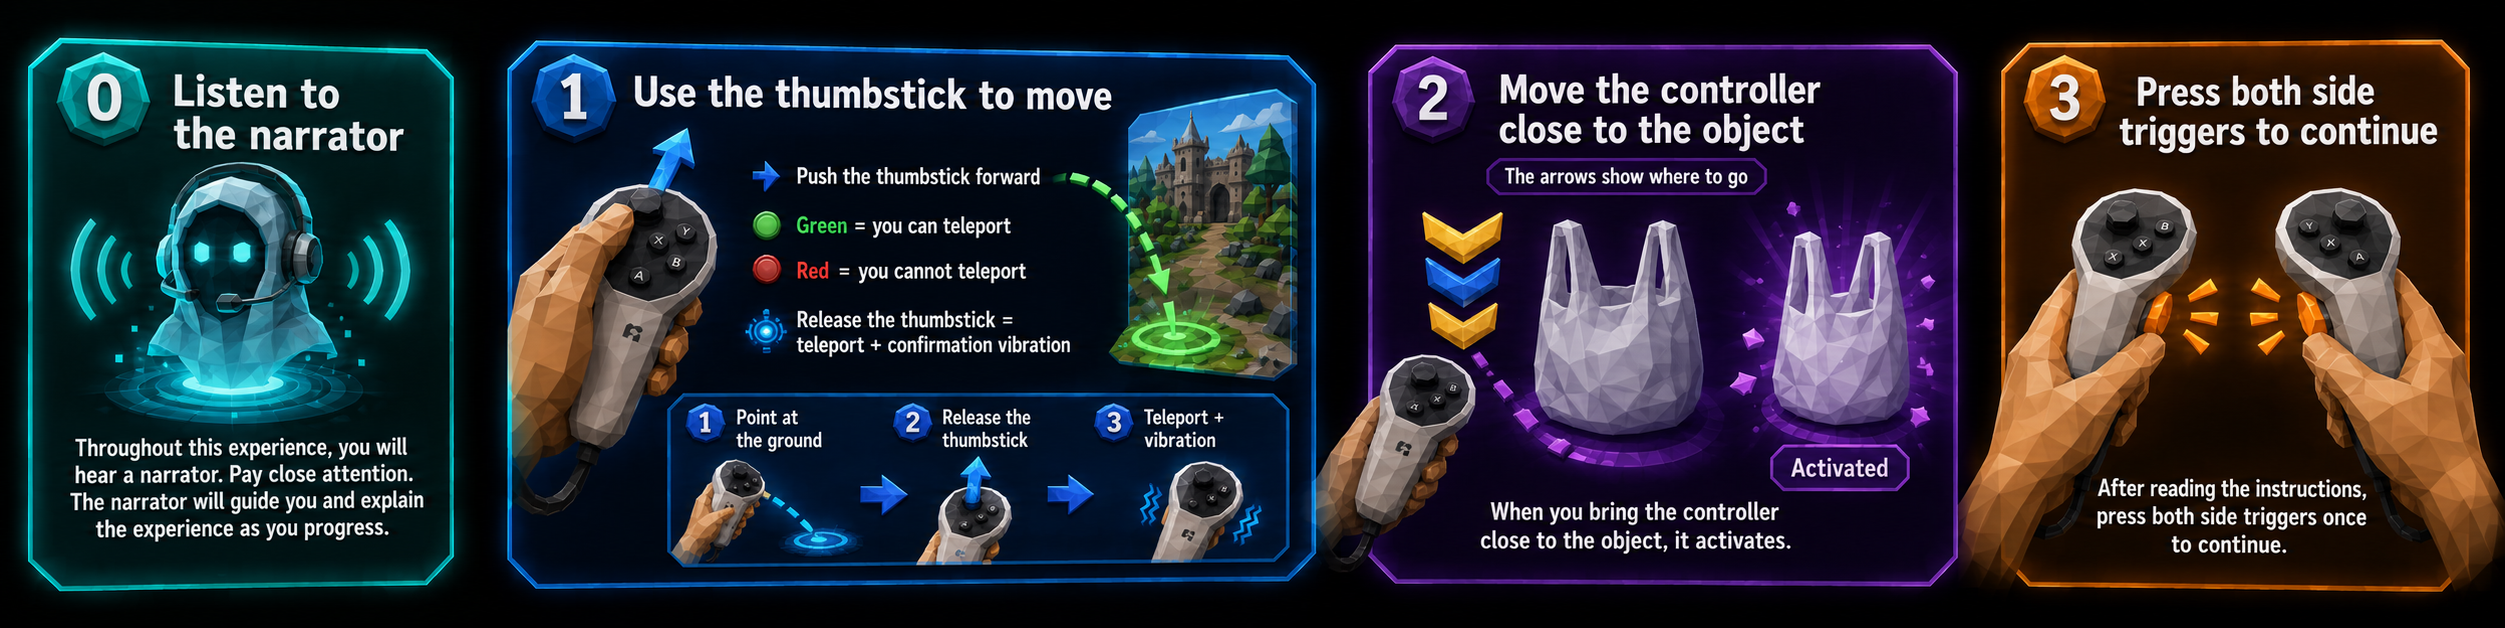 0
Listen to
the narrator
Throughout this experience, you will
hear a narrator. Pay close attention.
The narrator will guide you and explain
the experience as you progress.
1
Use the thumbstick to move
Push the thumbstick forward
Green = you can teleport
Red = you cannot teleport
Release the thumbstick =
teleport + confirmation vibration
X
Y
A
B
1
Point at
the ground
2
Release the
thumbstick
3
Teleport +
vibration
2
Move the controller
close to the object
The arrows show where to go
B
A
X
Activated
When you bring the controller
close to the object, it activates.
3
Press both side
triggers to continue
B
X
X
Y
X
A
After reading the instructions,
press both side triggers once
to continue.